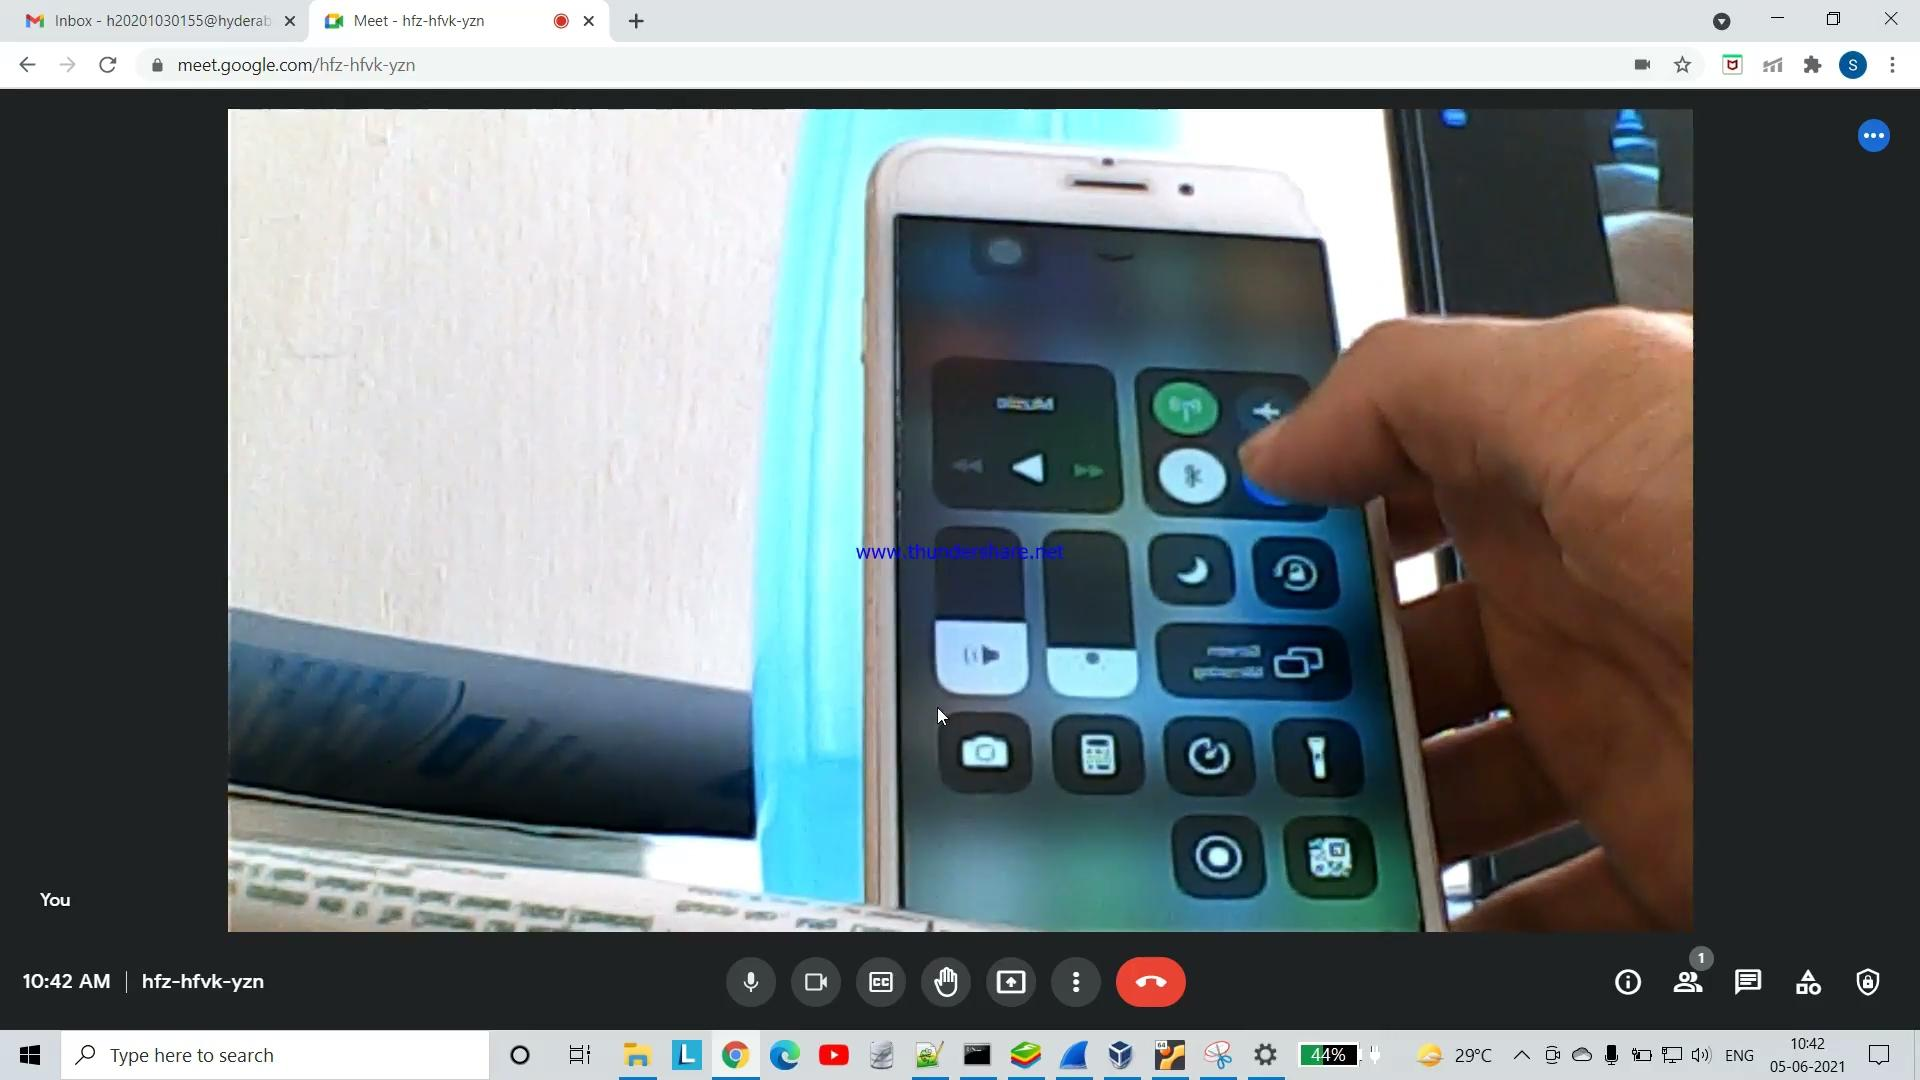 Inbox - h20201030155@hyderab
Meet - hfz-hfvk-yzn
meet.google.com/hfz-hfvk-yzn
S
www.thundershare.net
You
10:42 AM | hfz-hfvk-yzn
1
Type here to search
L
64
44%
29°C
ENG
10:42
05-06-2021